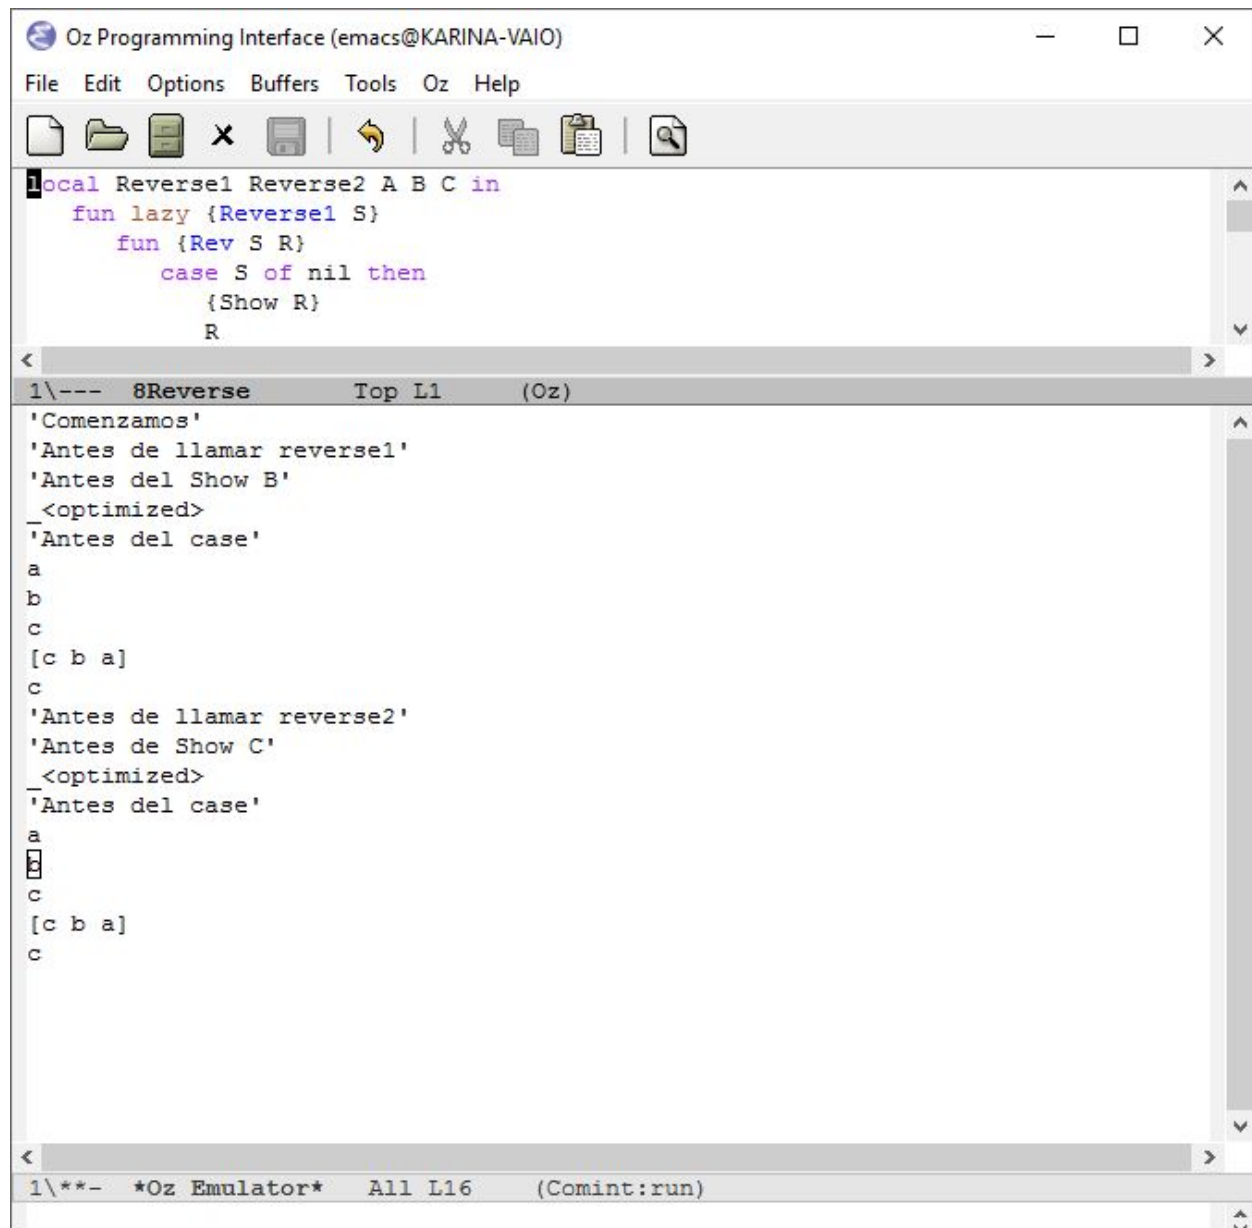 Oz Programming Interface (emacs@KARINA-VAIO)
File Edit Options Buffers Tools Oz Help
local Reverse1 Reverse2 A B C in
   fun lazy {Reverse1 S}
      fun {Rev S R}
         case S of nil then
            {Show R}
            R
1\---  8Reverse       Top L1     (Oz)
'Comenzamos'
'Antes de llamar reverse1'
'Antes del Show B'
_<optimized>
'Antes del case'
a
b
c
[c b a]
c
'Antes de llamar reverse2'
'Antes de Show C'
_<optimized>
'Antes del case'
a
b
c
[c b a]
c
1\**-  *Oz Emulator*   All L16    (Comint:run)